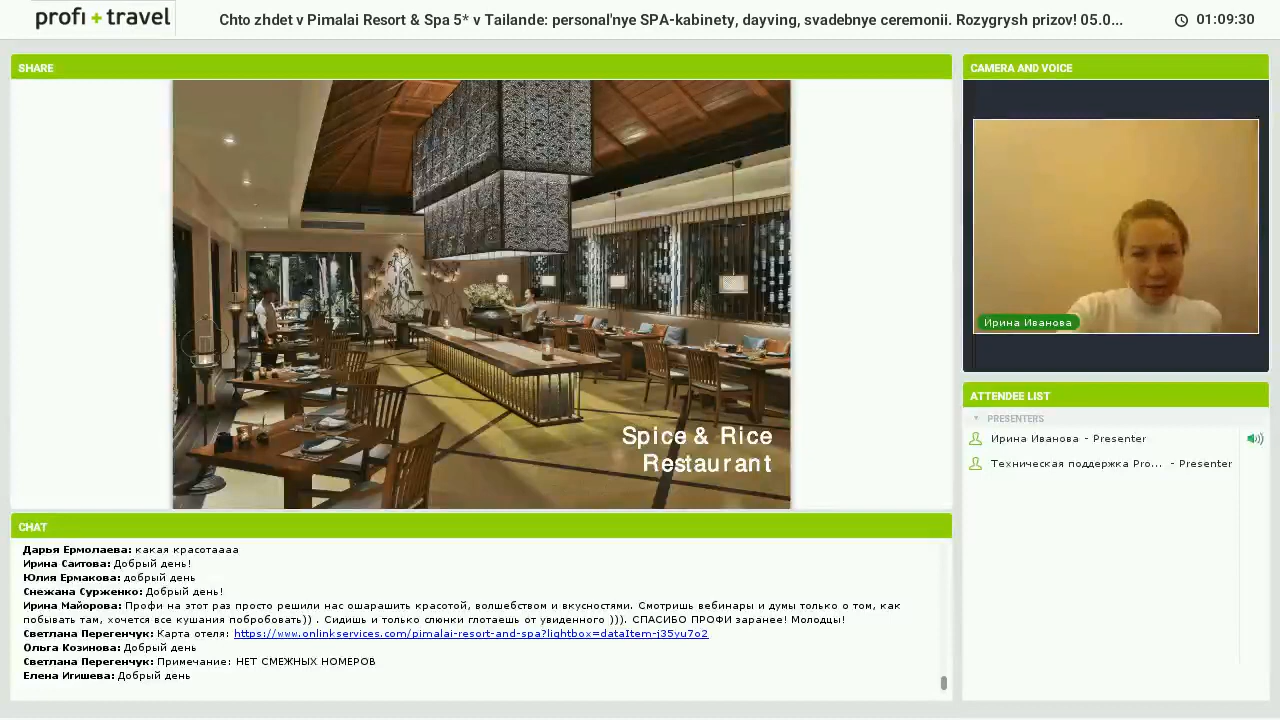 profi + travel
Chto zhdet v Pimalai Resort & Spa 5* v Tailande: personal'nye SPA-kabinety, dayving, svadebnye ceremonii. Rozygrysh prizov! 05.0...
01:09:30
SHARE
Spice & Rice
Restaurant
CAMERA AND VOICE
Ирина Иванова
ATTENDEE LIST
PRESENTERS
Ирина Иванова - Presenter
Техническая поддержка Pro... - Presenter
CHAT
Дарья Ермолаева: какая красотаааа
Ирина Саитова: Добрый день!
Юлия Ермакова: добрый день
Снежана Сурженко: Добрый день!
Ирина Майорова: Профи на этот раз просто решили нас ошарашить красотой, волшебством и вкусностями. Смотришь вебинары и думы только о том, как
побывать там, хочется все кушания побробовать)) . Сидишь и только слюнки глотаешь от увиденного ))). СПАСИБО ПРОФИ заранее! Молодцы!
Светлана Перегенчук: Карта отеля: https://www.onlinkservices.com/pimalai-resort-and-spa?lightbox=dataItem-j35yu7o2
Ольга Козинова: Добрый день
Светлана Перегенчук: Примечание: НЕТ СМЕЖНЫХ НОМЕРОВ
Елена Игишева: Добрый день